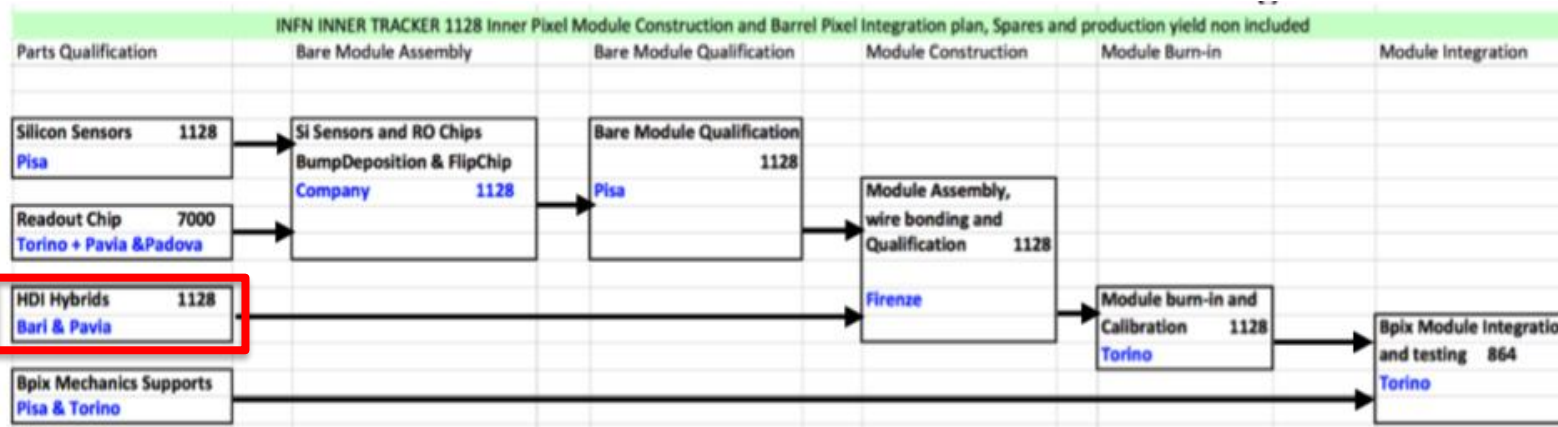 INFN INNER TRACKER 1128 Inner Pixel Module Construction and Barrel Pixel Integration plan, Spares and production yield non included
Parts Qualification
Bare Module Assembly
Bare Module Qualification
Module Construction
Module Burn-in
Module Integration
Silicon Sensors 1128
Pisa
Readout Chip 7000
Torino + Pavia &Padova
HDI Hybrids 1128
Bari & Pavia
Bpix Mechanics Supports
Pisa & Torino
Si Sensors and RO Chips
BumpDeposition & FlipChip
Company 1128
Bare Module Qualification
1128
Pisa
Module Assembly,
wire bonding and
Qualification 1128
Firenze
Module burn-in and
Calibration 1128
Torino
Bpix Module Integratio
and testing 864
Torino